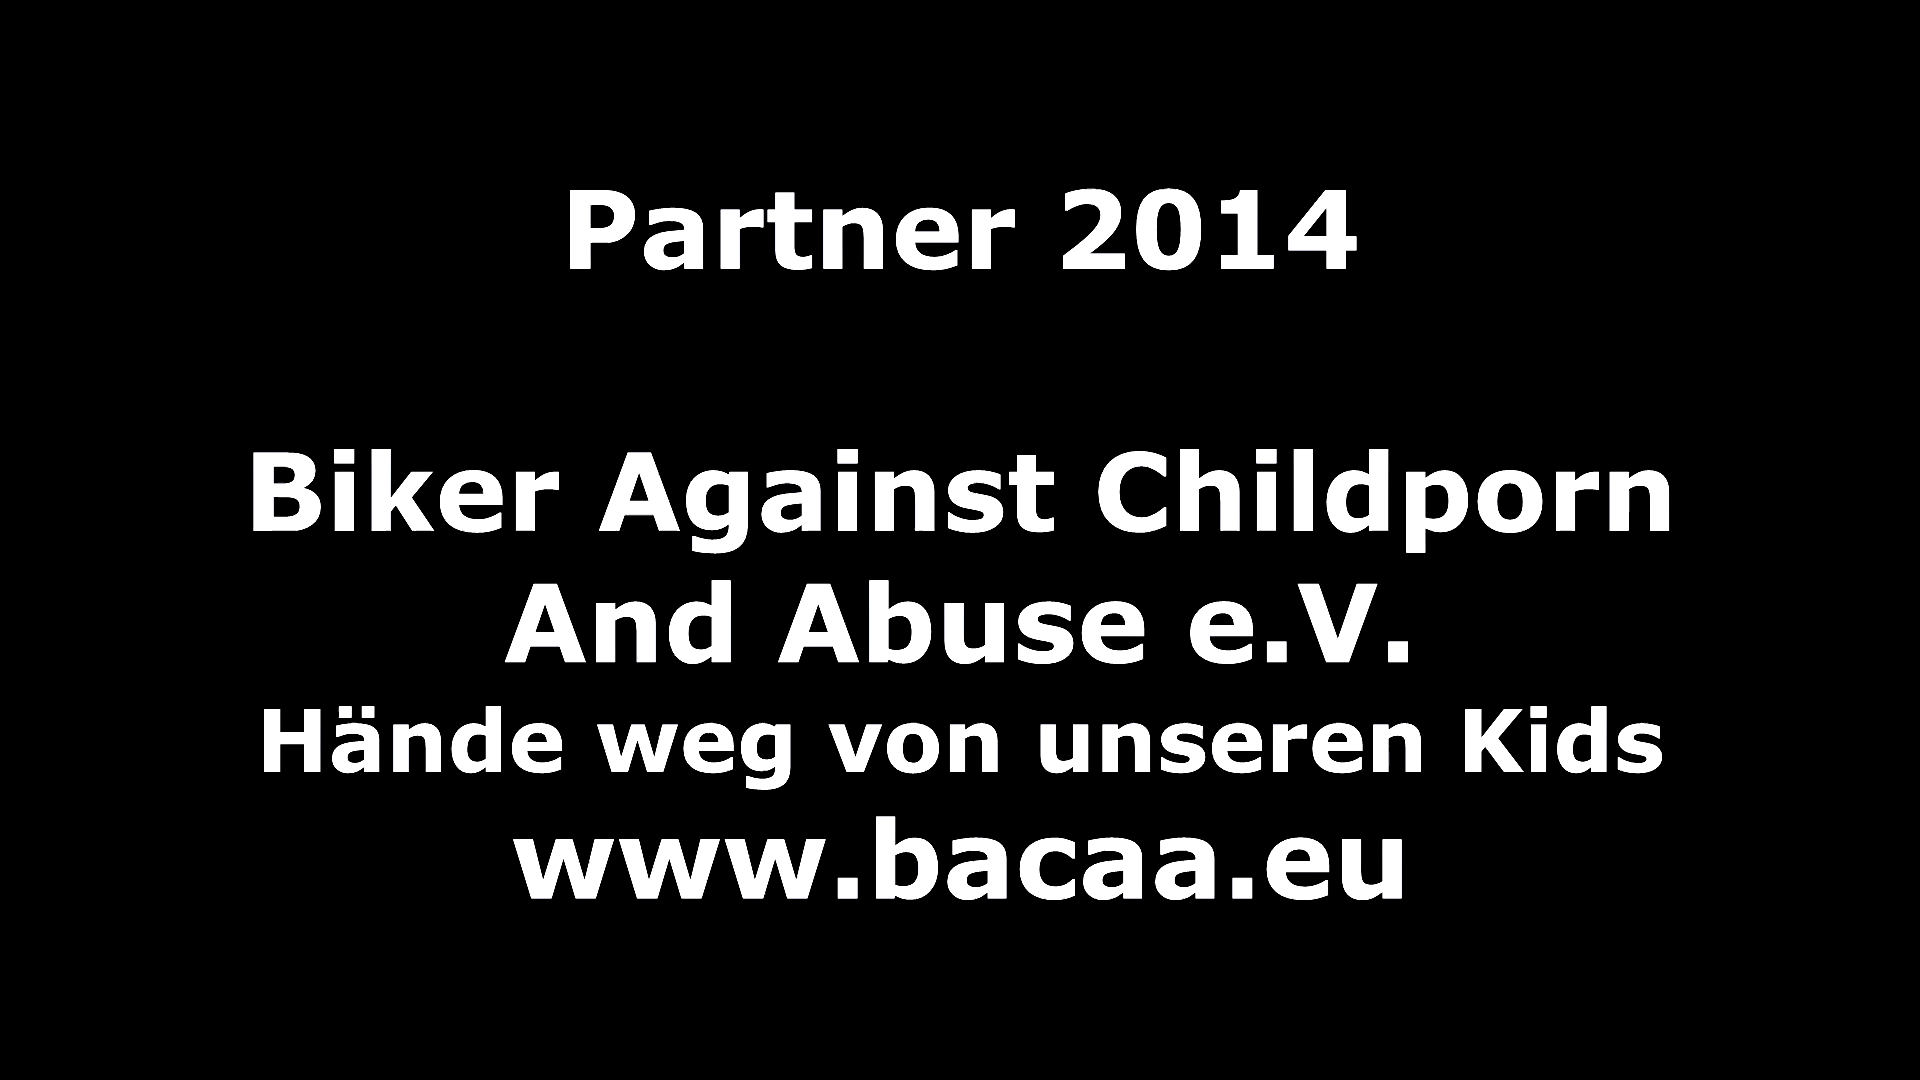 Partner 2014
Biker Against Childporn
And Abuse e.V.
Hände weg von unseren Kids
www.bacaa.eu